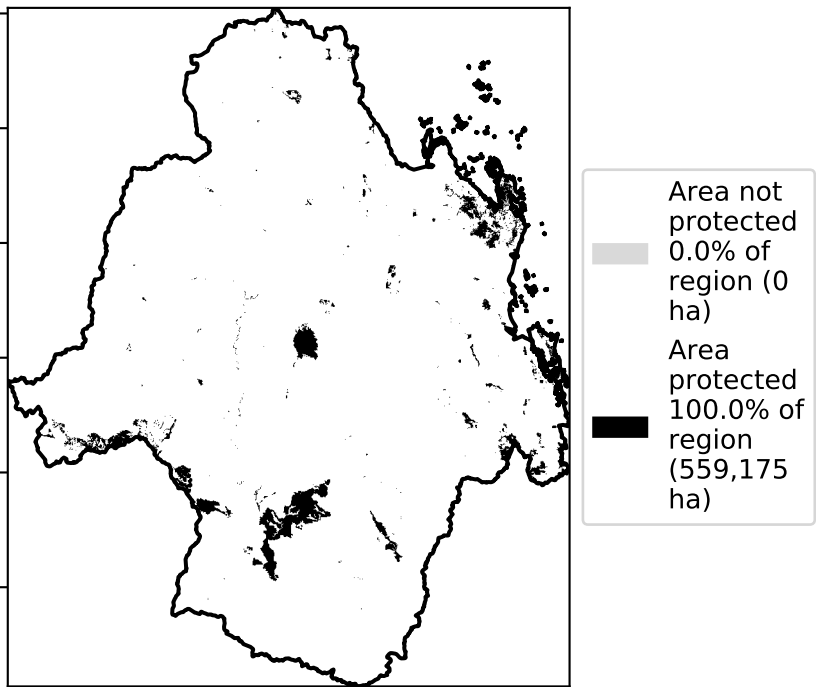 Area not
protected
0.0% of
region (0
ha)
Area
protected
100.0% of
region
(559,175
ha)